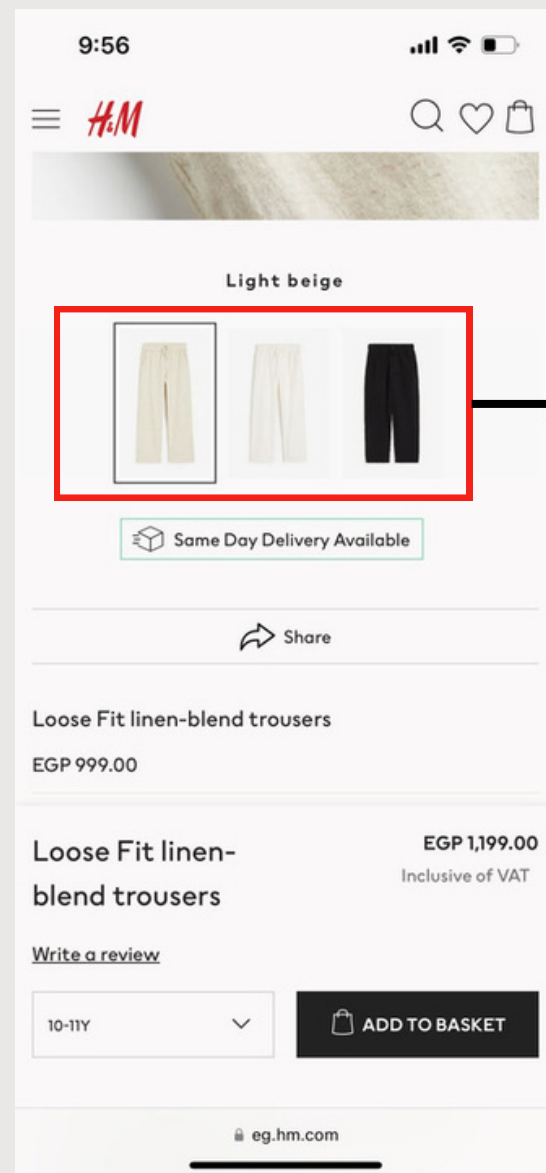 9:56
H&M
Light beige
Same Day Delivery Available
Share
Loose Fit linen-blend trousers
EGP 999.00
Loose Fit linen-
blend trousers
EGP 1,199.00
Inclusive of VAT
Write a review
10-11Y
ADD TO BASKET
eg.hm.com